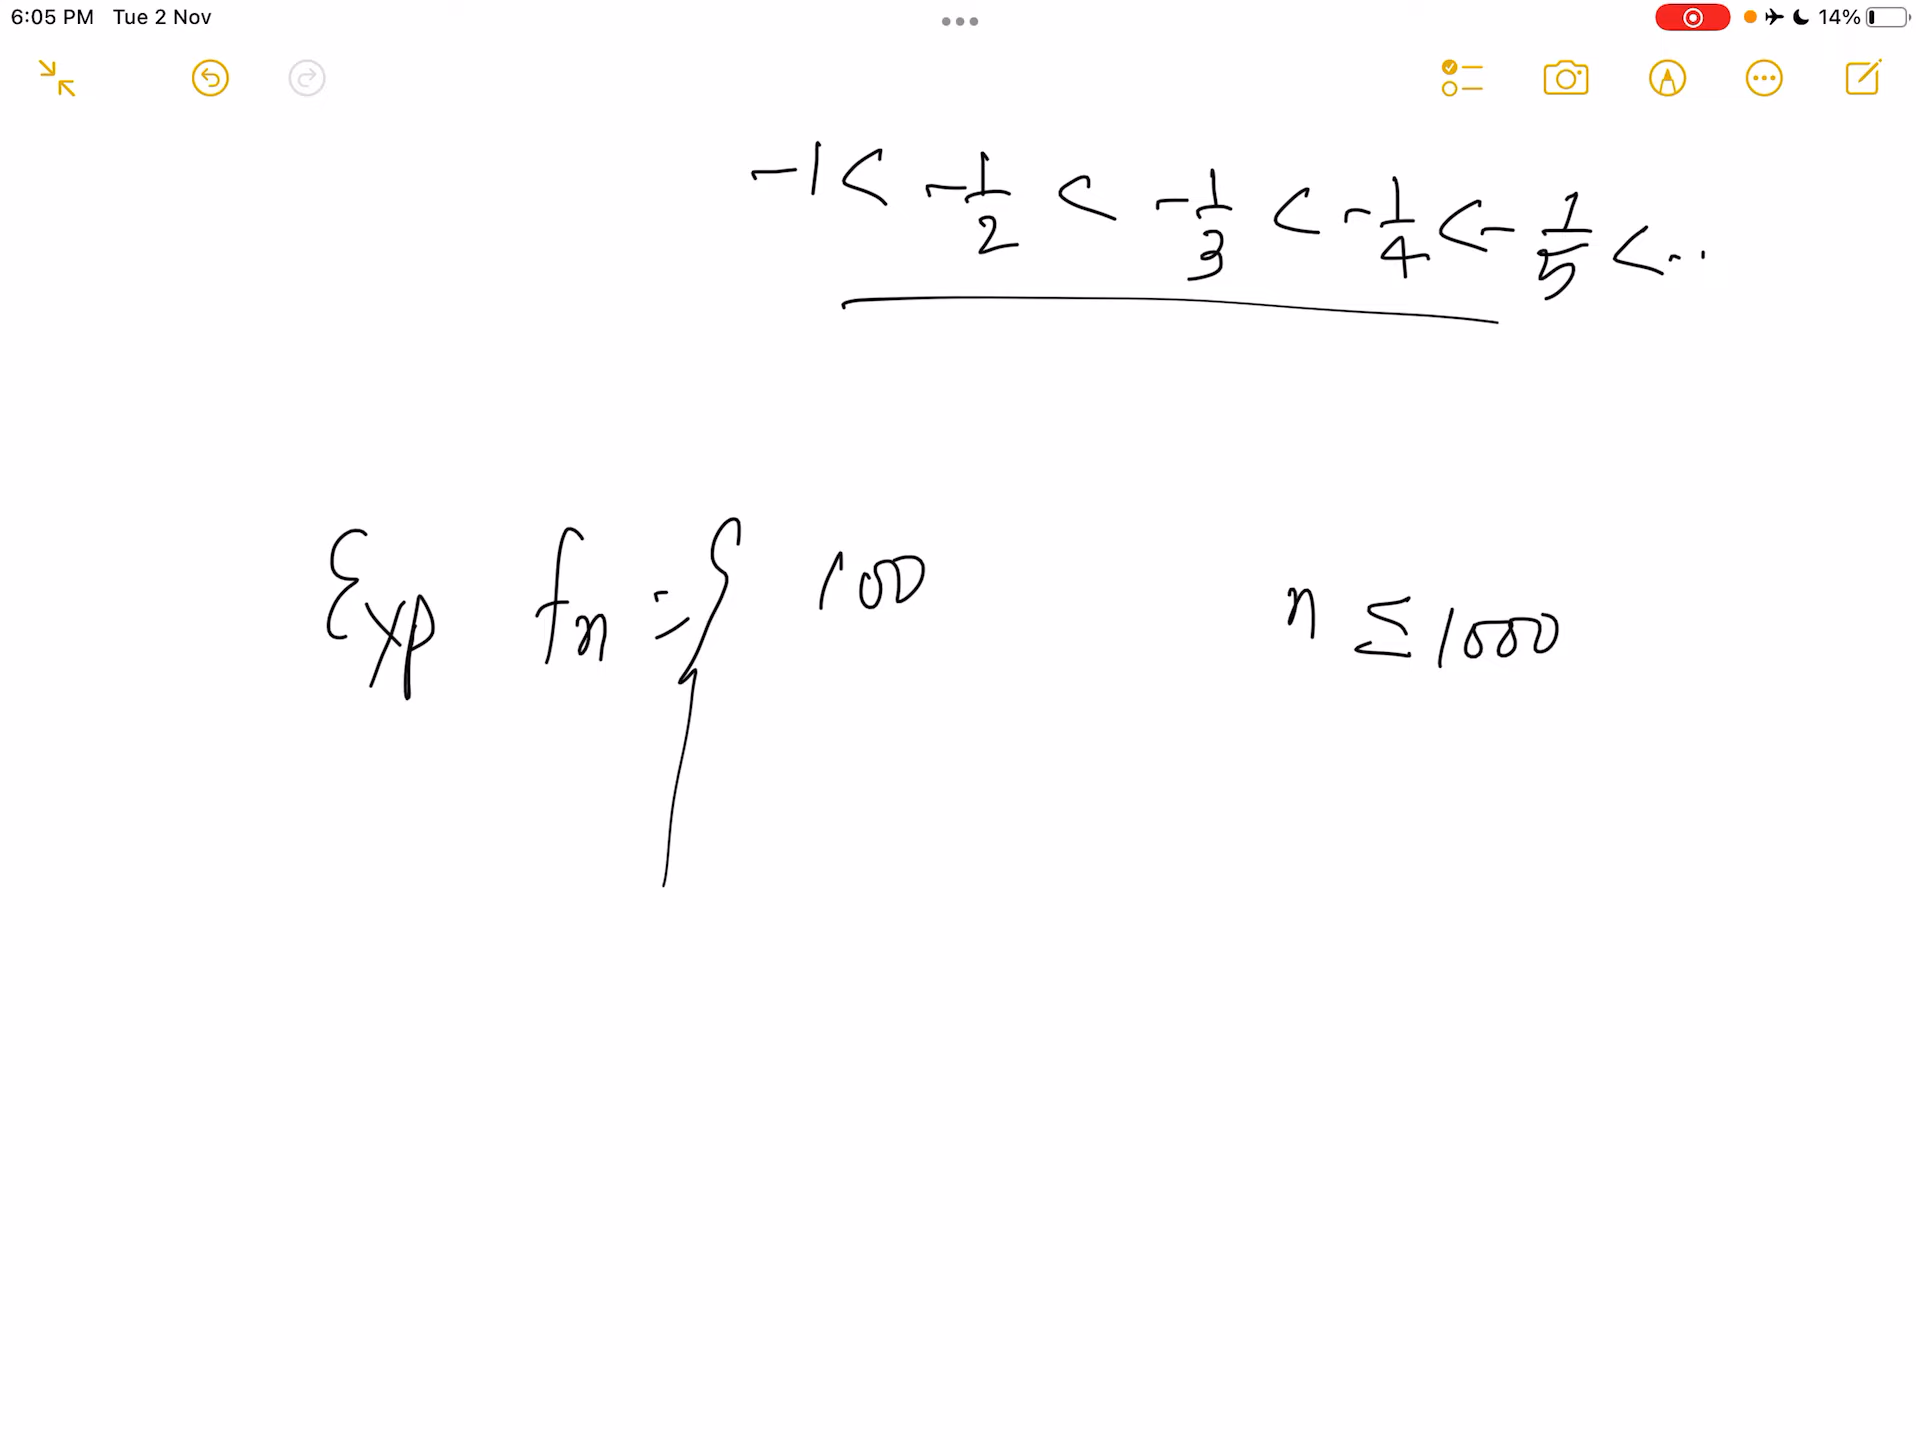 6:05 PM Tue 2 Nov 14%
-1 < -1/2 < -1/3 < -1/4 < -1/5 < ...
Exp fn = { 100 n ≤ 1000